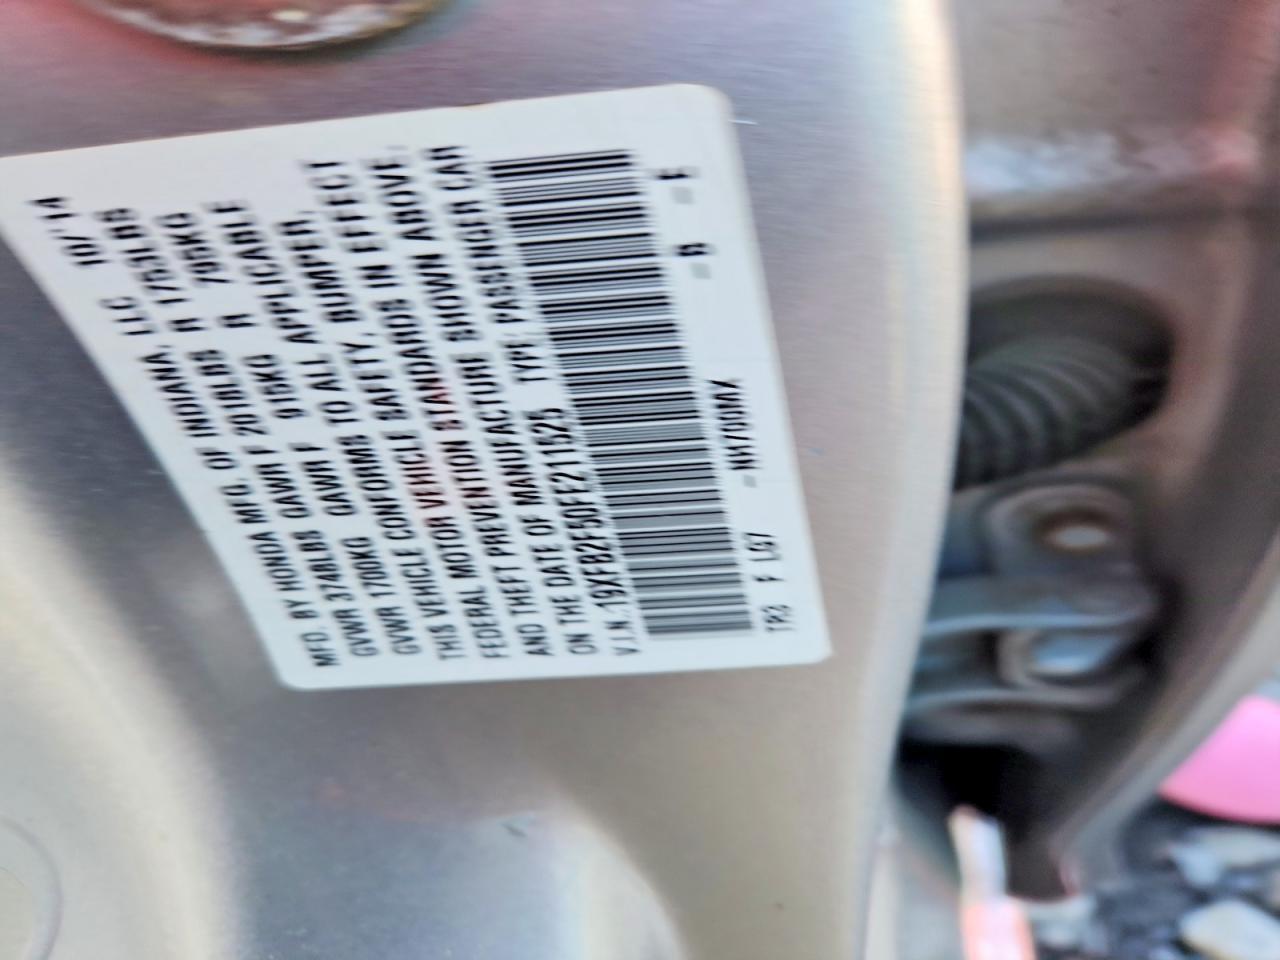 MFD. BY HONDA MFG. OF INDIANA, LLC 10/'14
GVWR 3748LBS GAWR F 2018LBS R 1753LBS
GVWR 1700KG GAWR F 915KG R 795KG
THIS VEHICLE CONFORMS TO ALL APPLICABLE
FEDERAL MOTOR VEHICLE SAFETY, BUMPER,
AND THEFT PREVENTION STANDARDS IN EFFECT
ON THE DATE OF MANUFACTURE SHOWN ABOVE.
V.I.N. 19XFB2F50FE211525 TYPE PASSENGER CAR